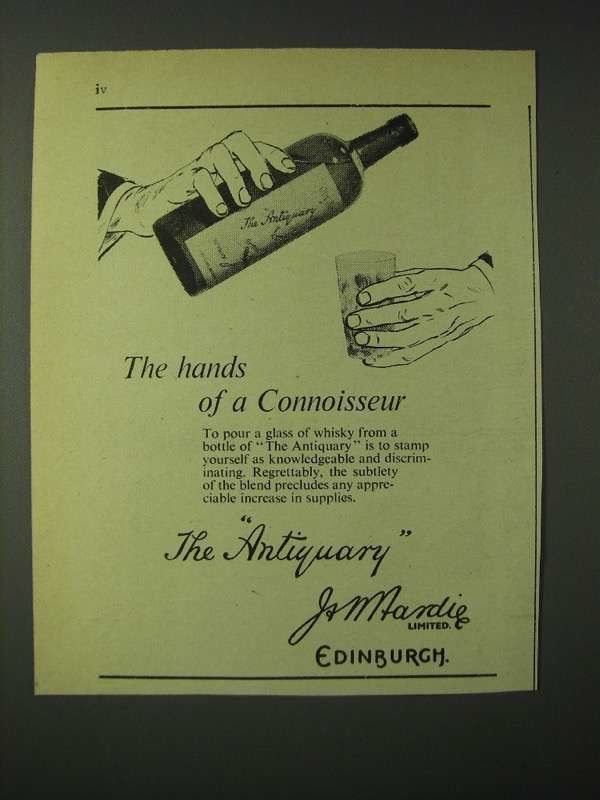 iv
The "Antiquary"
The hands
of a Connoisseur
To pour a glass of whisky from a
bottle of "The Antiquary" is to stamp
yourself as knowledgeable and discrim-
inating. Regrettably, the subtlety
of the blend precludes any appre-
ciable increase in supplies.
The "Antiquary"
J & W Hardie
LIMITED.
EDINBURGH.